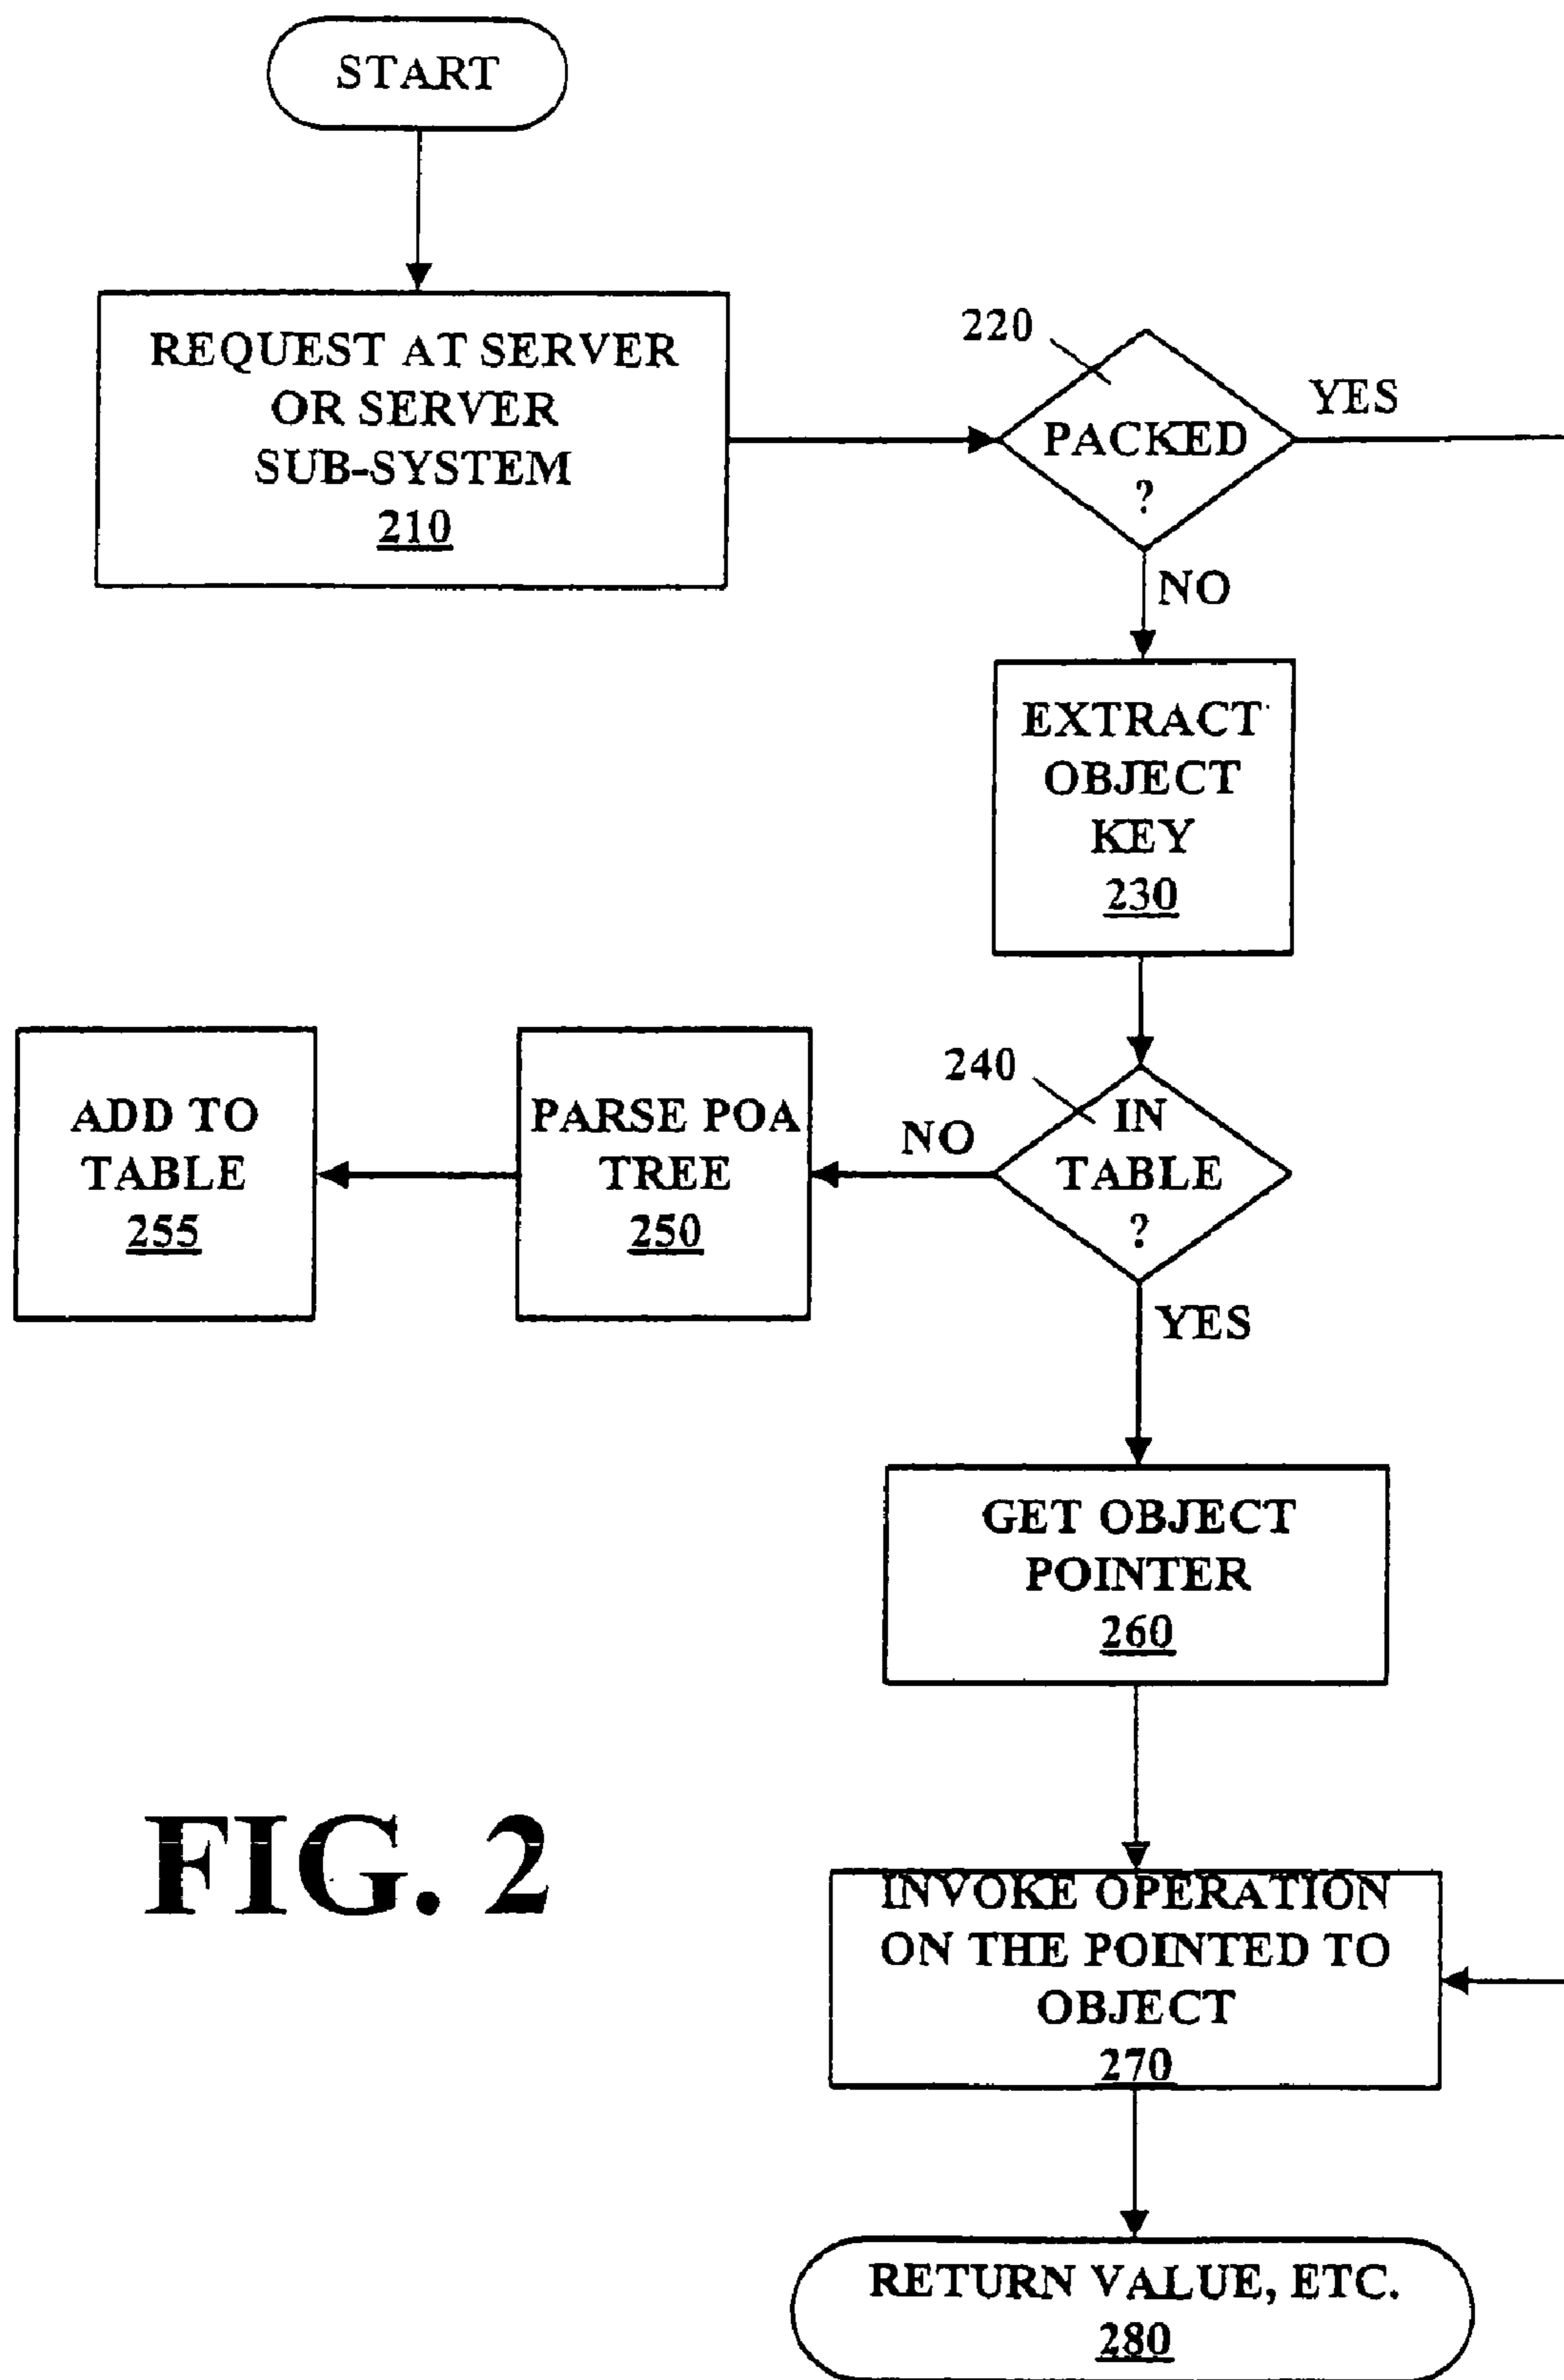 START
REQUEST AT SERVER
OR SERVER
SUB-SYSTEM
210
220
PACKED
?
YES
NO
EXTRACT
OBJECT
KEY
230
240
IN
TABLE
?
NO
PARSE POA
TREE
250
ADD TO
TABLE
255
YES
GET OBJECT
POINTER
260
INVOKE OPERATION
ON THE POINTED TO
OBJECT
270
RETURN VALUE, ETC.
280
FIG. 2